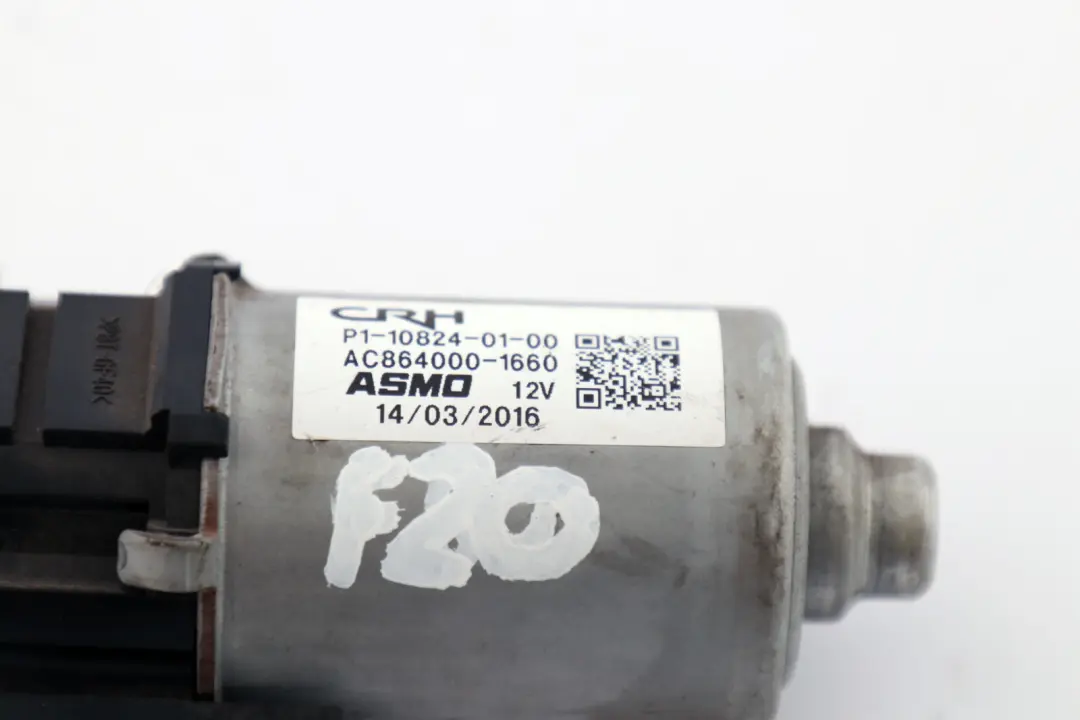 CRH
P1-10824-01-00
AC864000-1660
ASMO 12V
14/03/2016
F20